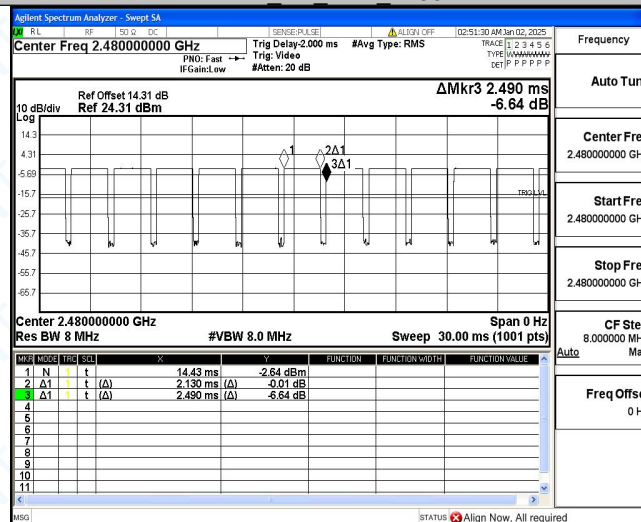 Agilent Spectrum Analyzer - Swept SA
RL RF 50 Ω DC SENSE:PULSE ALIGN OFF 02:51:30 AM Jan 02, 2025
Center Freq 2.480000000 GHz
PNO: Fast
IFGain:Low
Trig Delay-2.000 ms
Trig: Video
#Atten: 20 dB
#Avg Type: RMS
TRACE 1 2 3 4 5 6
TYPE
DET P P P P P P
10 dB/div
Log
Ref Offset 14.31 dB
Ref 24.31 dBm
ΔMkr3 2.490 ms
-6.64 dB
14.3
4.31
-5.69
-15.7
-25.7
-35.7
-45.7
-55.7
-65.7
1
2Δ1
3Δ1
TRIG LVL
Center 2.480000000 GHz
Span 0 Hz
Res BW 8 MHz
#VBW 8.0 MHz
Sweep 30.00 ms (1001 pts)
MKR MODE TRC SCL X Y FUNCTION FUNCTION WIDTH FUNCTION VALUE
1 N 1 t 14.43 ms -2.64 dBm
2 Δ1 1 t (Δ) 2.130 ms (Δ) -0.01 dB
3 Δ1 1 t (Δ) 2.490 ms (Δ) -6.64 dB
4
5
6
7
8
9
10
11
MSG
STATUS Align Now, All required
Frequency
Auto Tun
Center Fre
2.480000000 GH
Start Fre
2.480000000 GH
Stop Fre
2.480000000 GH
CF Ste
8.000000 MH
Auto Ma
Freq Offse
0 H